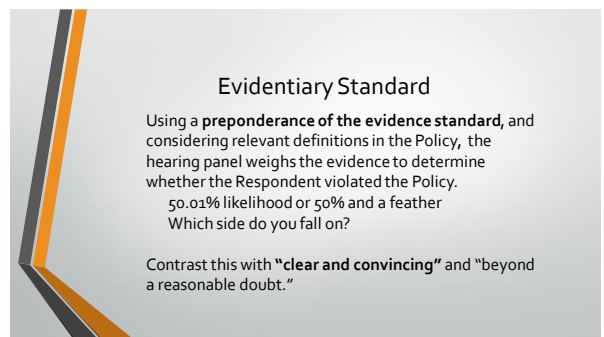 Evidentiary Standard
Using a preponderance of the evidence standard, and
considering relevant definitions in the Policy, the
hearing panel weighs the evidence to determine
whether the Respondent violated the Policy.
50.01% likelihood or 50% and a feather
Which side do you fall on?
Contrast this with “clear and convincing” and “beyond
a reasonable doubt.”